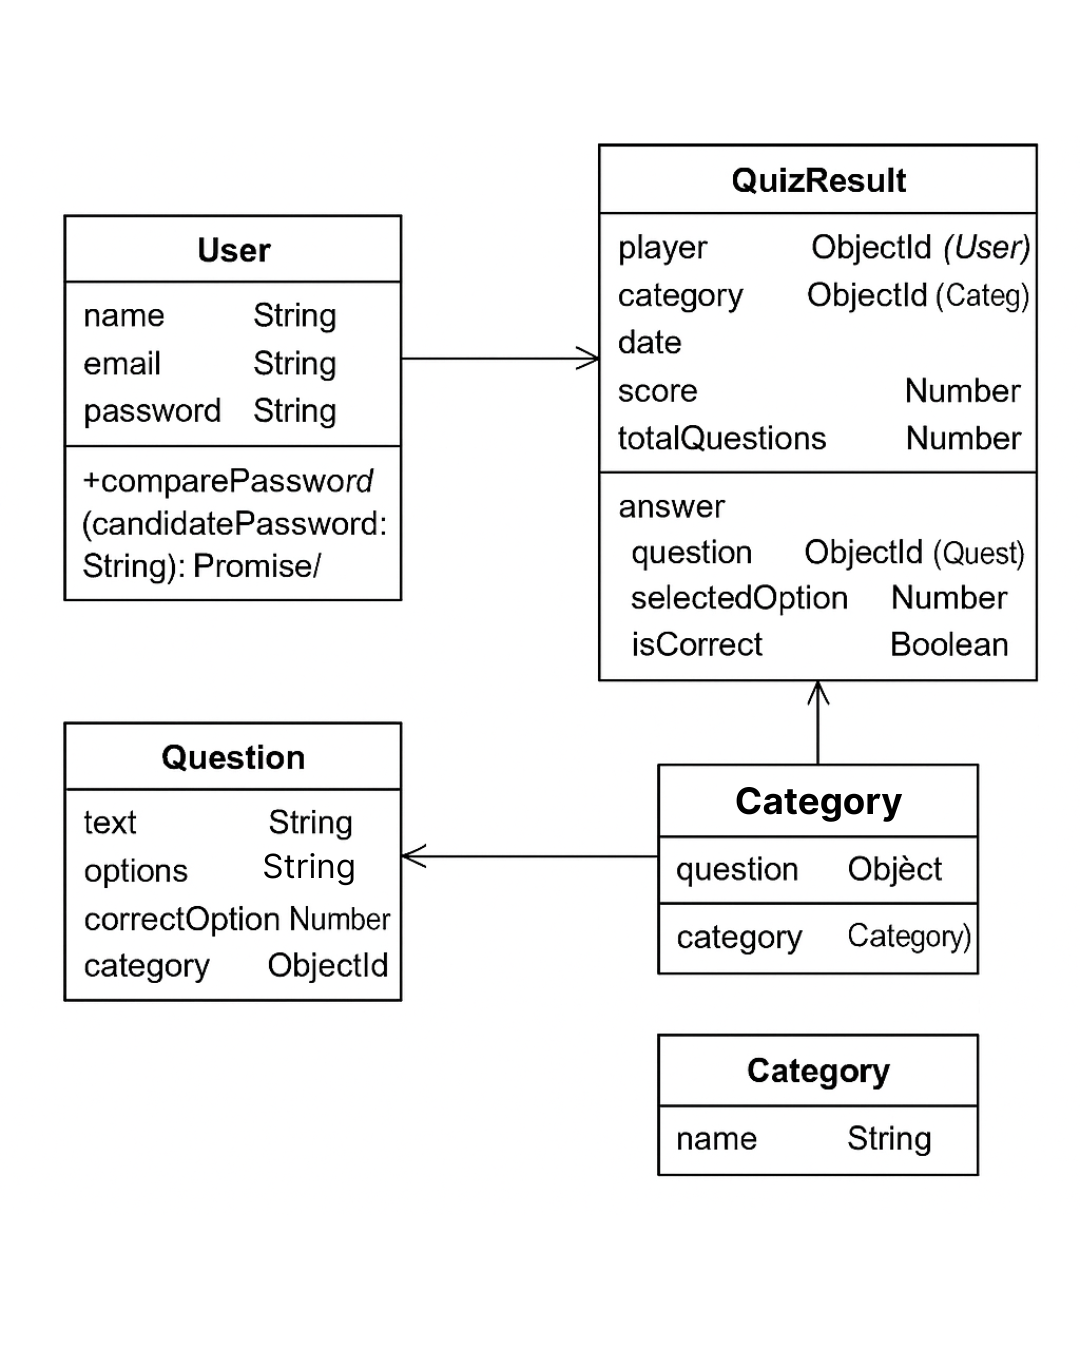 User
name String
email String
password String
+comparePassword
(candidatePassword:
String): Promise/
QuizResult
player ObjectId (User)
category ObjectId (Categ)
date
score Number
totalQuestions Number
answer
question ObjectId (Quest)
selectedOption Number
isCorrect Boolean
Question
text String
options String
correctOption Number
category ObjectId
Category
question Objèct
category Category)
Category
name String